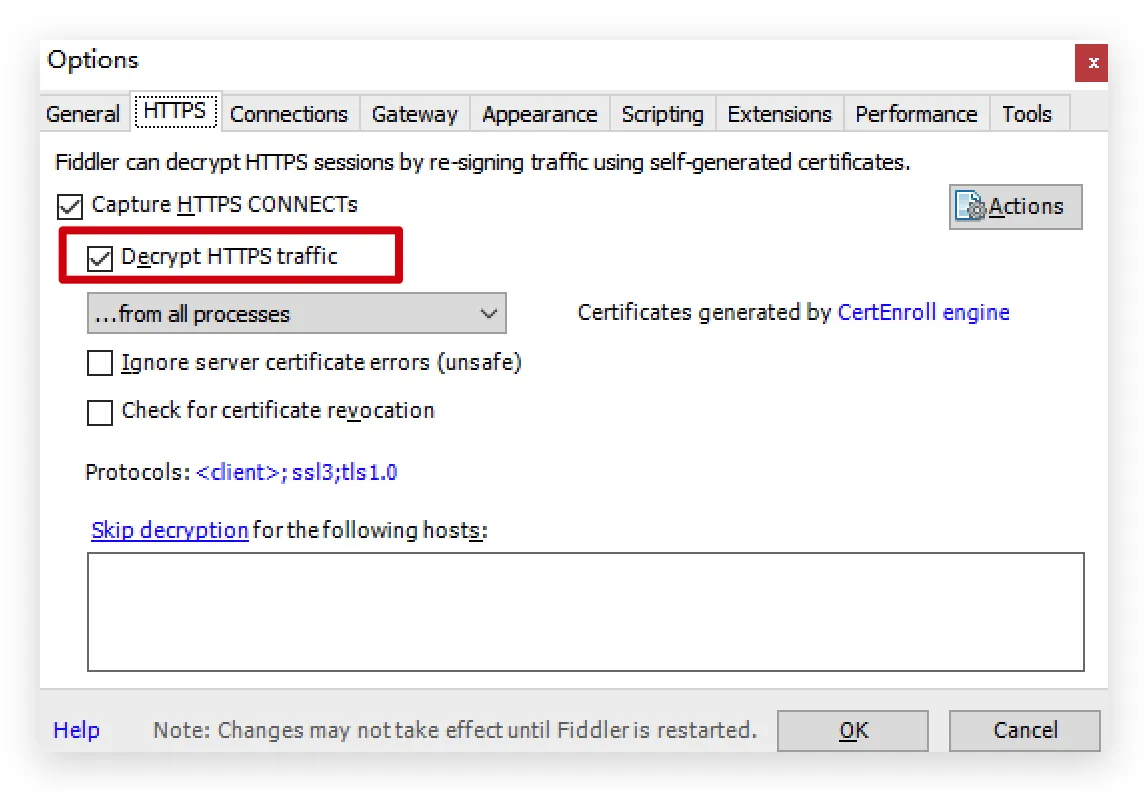 Options
x
General HTTPS Connections Gateway Appearance Scripting Extensions Performance Tools
Fiddler can decrypt HTTPS sessions by re-signing traffic using self-generated certificates.
Capture HTTPS CONNECTs
Actions
Decrypt HTTPS traffic
...from all processes
Certificates generated by CertEnroll engine
Ignore server certificate errors (unsafe)
Check for certificate revocation
Protocols: <client>; ssl3;tls1.0
Skip decryption for the following hosts:
Help Note: Changes may not take effect until Fiddler is restarted. OK Cancel